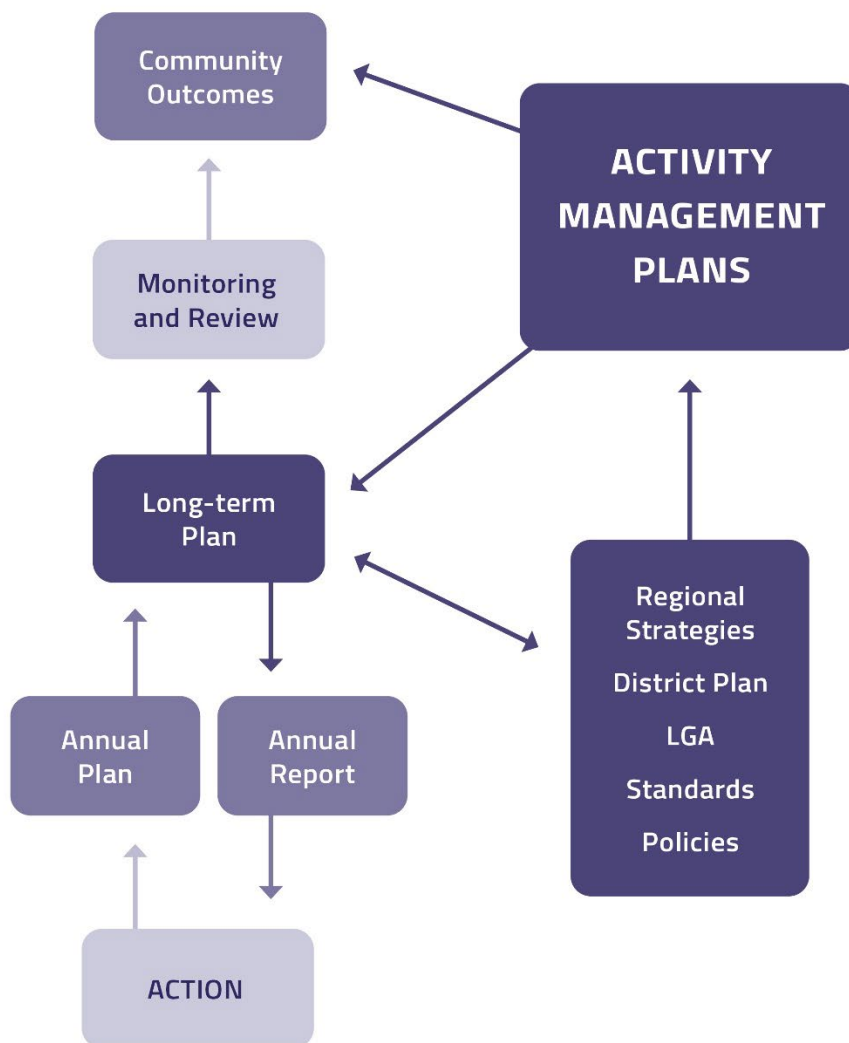 Community
Outcomes
ACTIVITY
MANAGEMENT
PLANS
Monitoring
and Review
Long-term
Plan
Regional
Strategies
District Plan
LGA
Standards
Policies
Annual
Plan
Annual
Report
ACTION